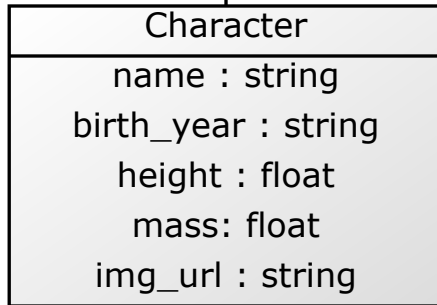 Character
name : string
birth_year : string
height : float
mass: float
img_url : string